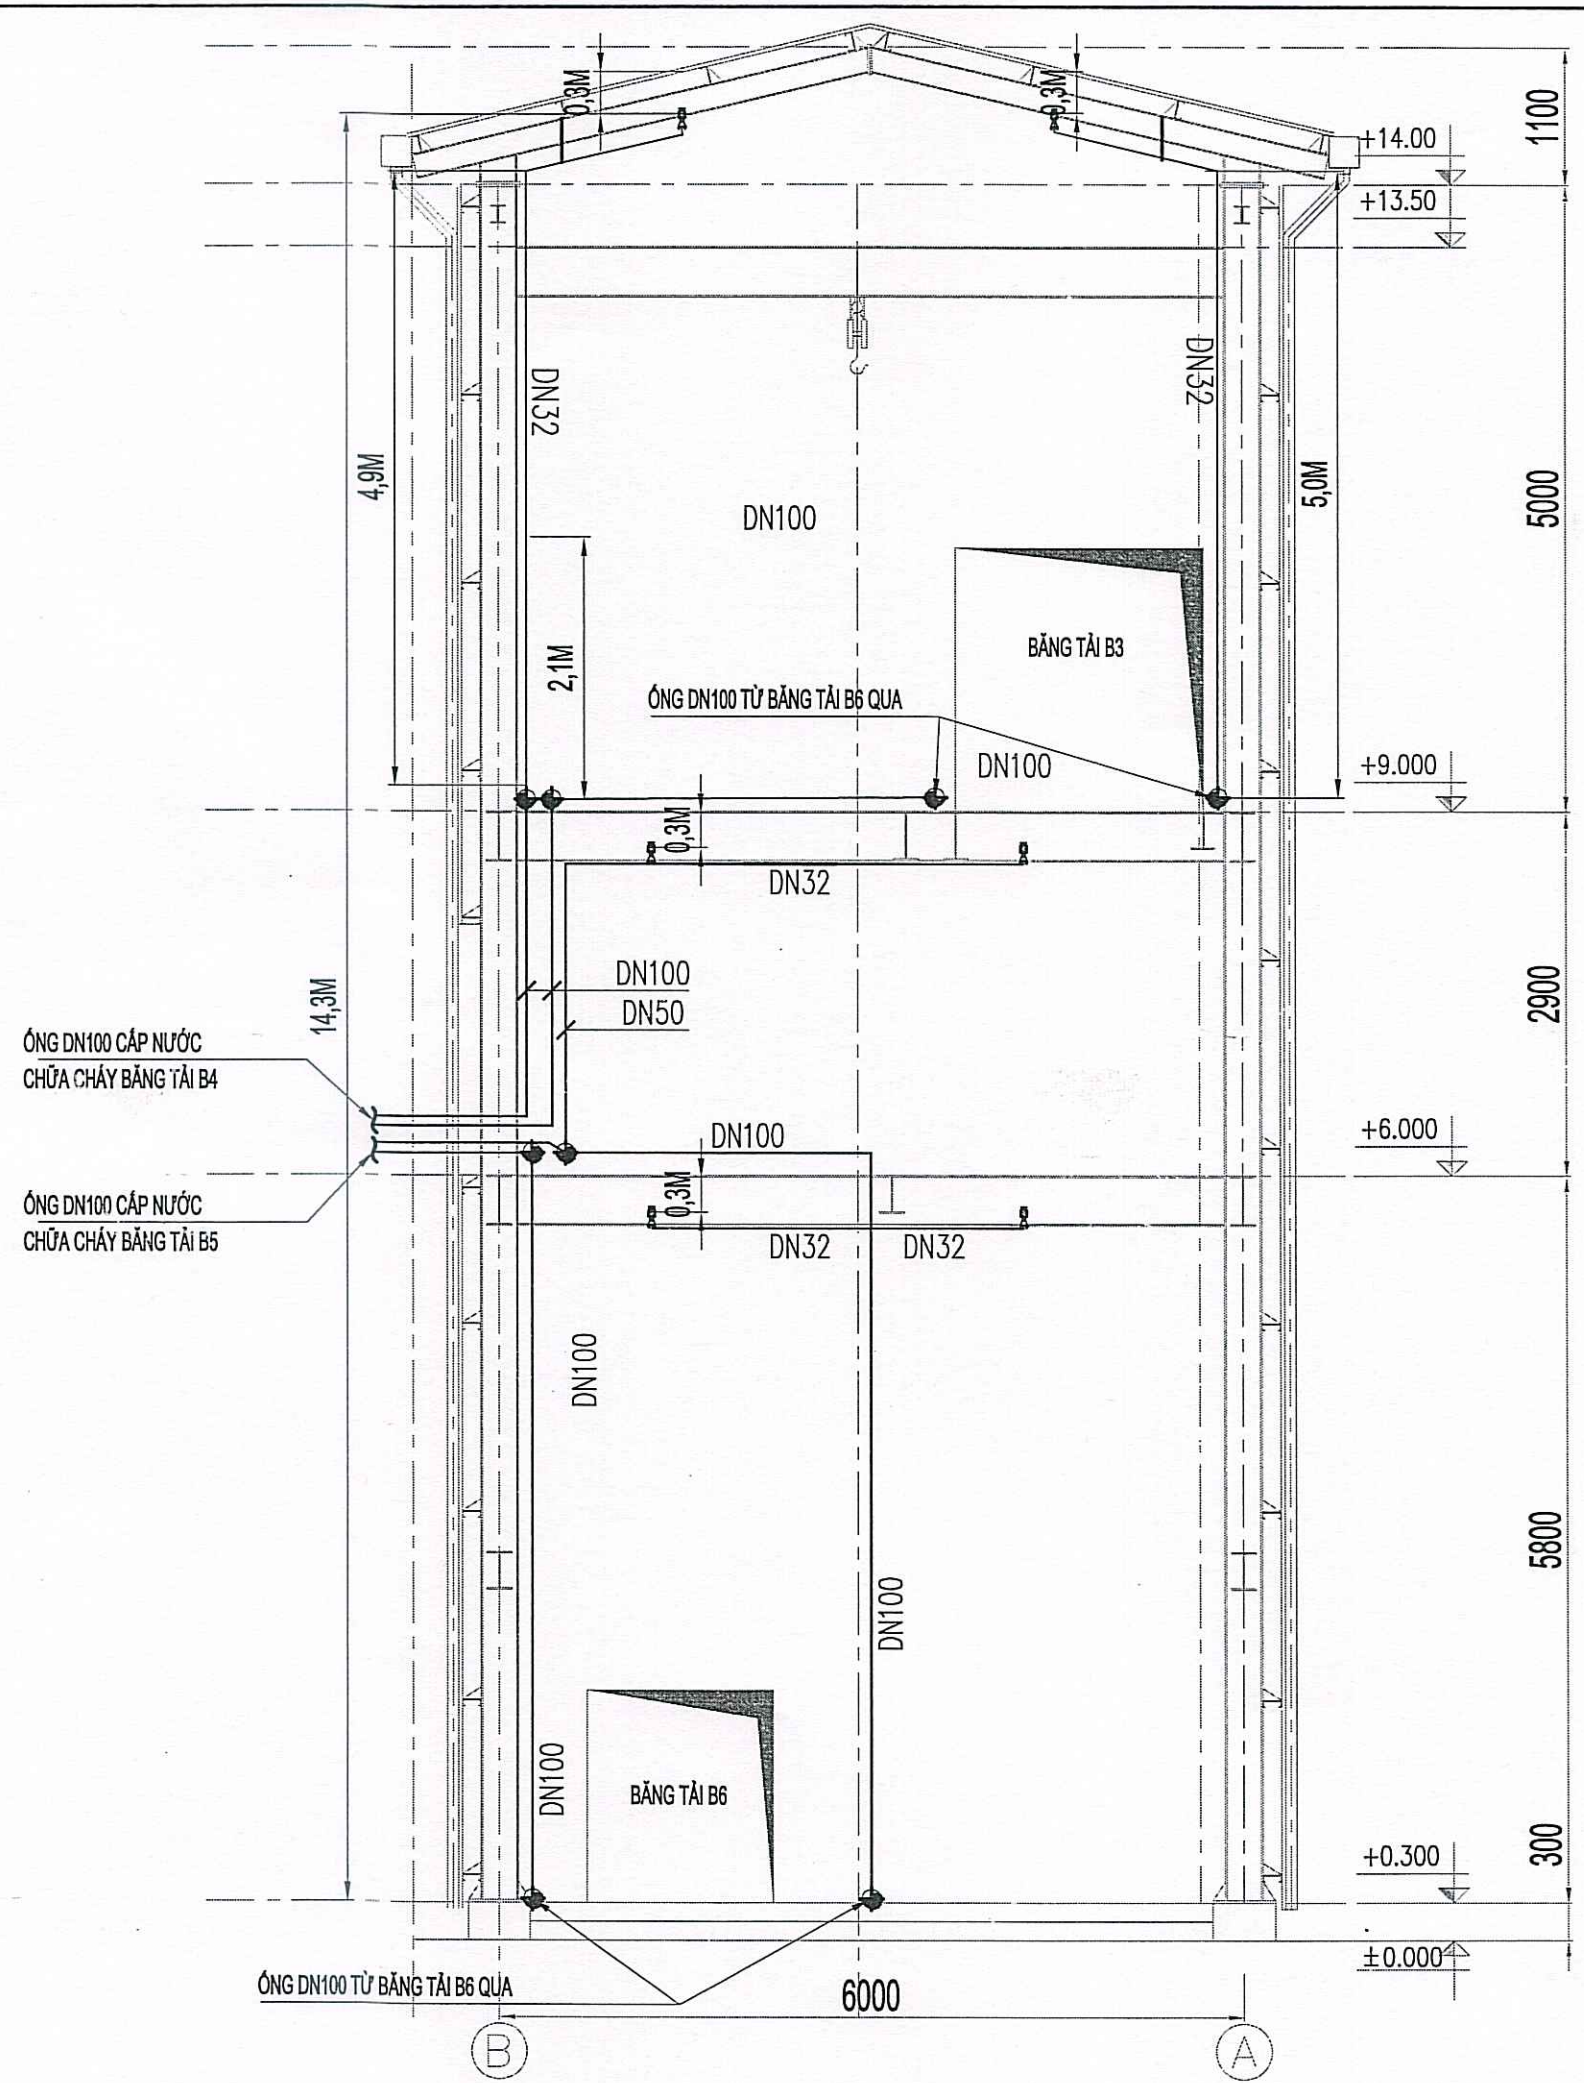 0,3M
0,3M
1100
+14.00
+13.50
DN32
DN32
4,9M
5,0M
5000
DN100
2,1M
BĂNG TẢI B3
ỐNG DN100 TỪ BĂNG TẢI B6 QUA
DN100
+9.000
0,3M
DN32
DN100
DN50
14,3M
2900
ỐNG DN100 CẤP NƯỚC
CHỮA CHÁY BĂNG TẢI B4
DN100
+6.000
ỐNG DN100 CẤP NƯỚC
CHỮA CHÁY BĂNG TẢI B5
0,3M
DN32
DN32
DN100
5800
DN100
DN100
BĂNG TẢI B6
+0.300
300
±0.000
ỐNG DN100 TỪ BĂNG TẢI B6 QUA
6000
B
A